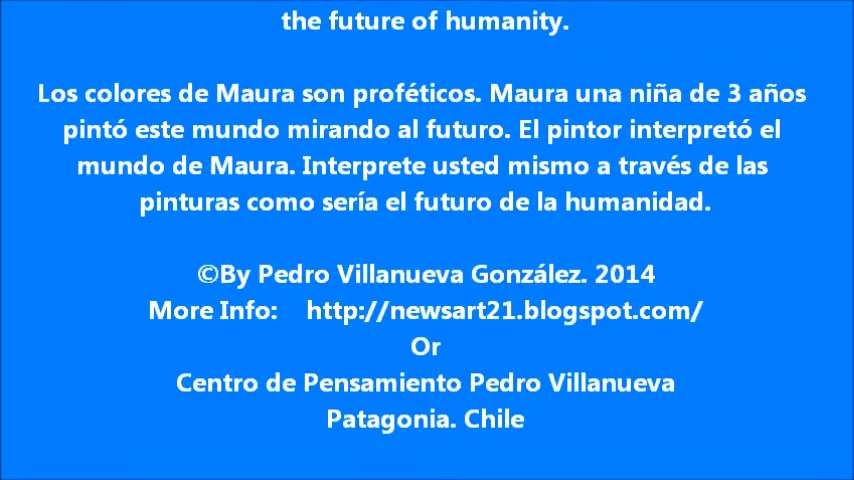 the future of humanity.
Los colores de Maura son proféticos. Maura una niña de 3 años
pintó este mundo mirando al futuro. El pintor interpretó el
mundo de Maura. Interprete usted mismo a través de las
pinturas como sería el futuro de la humanidad.
©By Pedro Villanueva González. 2014
More Info: http://newsart21.blogspot.com/
Or
Centro de Pensamiento Pedro Villanueva
Patagonia. Chile